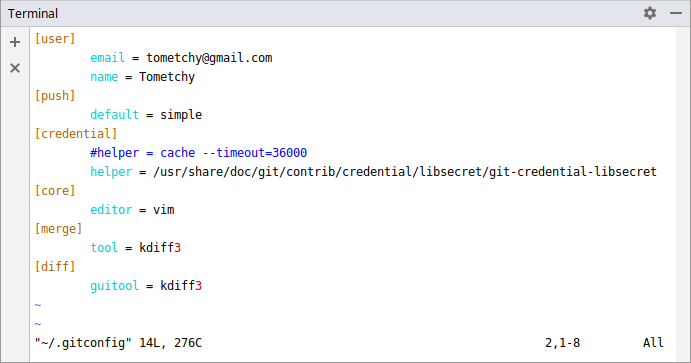 Terminal
[user]
        email = tometchy@gmail.com
        name = Tometchy
[push]
        default = simple
[credential]
        #helper = cache --timeout=36000
        helper = /usr/share/doc/git/contrib/credential/libsecret/git-credential-libsecret
[core]
        editor = vim
[merge]
        tool = kdiff3
[diff]
        guitool = kdiff3
~
~
"~/.gitconfig" 14L, 276C 2,1-8 All